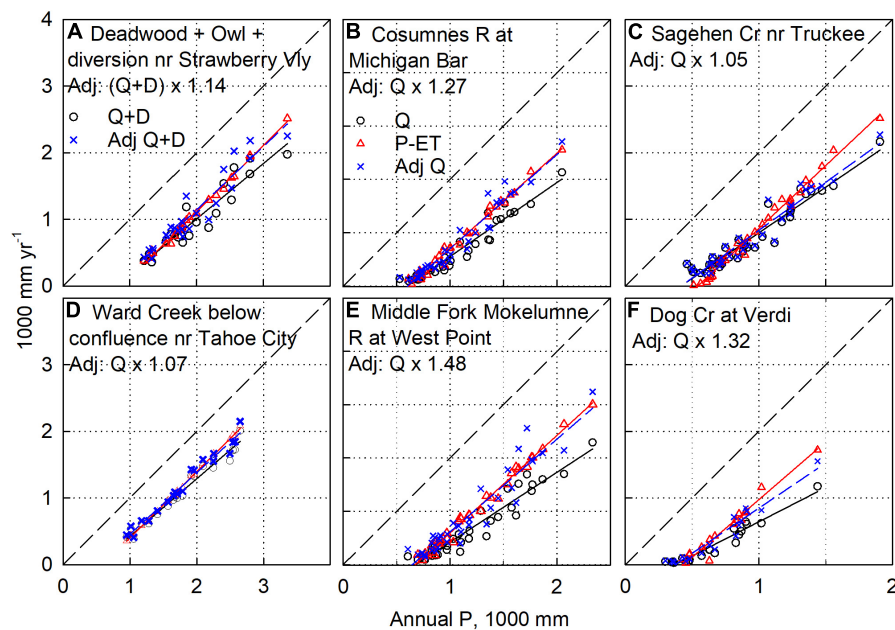 A Deadwood + Owl +
diversion nr Strawberry Vly
Adj: (Q+D) x 1.14
Q+D
Adj Q+D
B Cosumnes R at
Michigan Bar
Adj: Q x 1.27
Q
P-ET
Adj Q
C Sagehen Cr nr Truckee
Adj: Q x 1.05
4
3
2
1
0
1000 mm yr-1
D Ward Creek below
confluence nr Tahoe City
Adj: Q x 1.07
E Middle Fork Mokelumne
R at West Point
Adj: Q x 1.48
F Dog Cr at Verdi
Adj: Q x 1.32
3
2
1
0
0 1 2 3 0 1 2 0 1 2
Annual P, 1000 mm